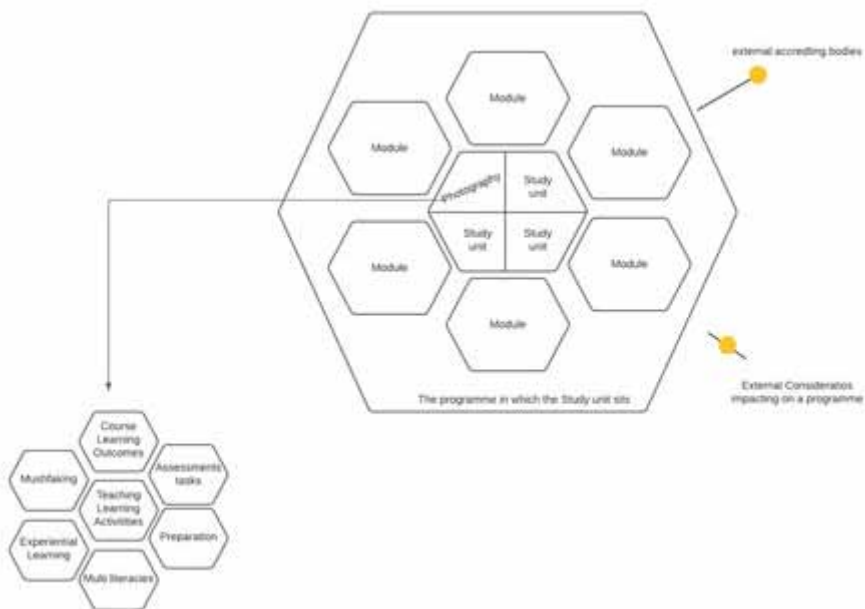 external accredting bodies
Module
Module
Module
Photography
Study
unit
Study
unit
Study
unit
Module
Module
Module
External Consideratios
impacting on a programme
The programme in which the Study unit sits
Course
Learning
Outcomes
Assessments'
tasks
Mushfaking
Teaching
Learning
Activities
Preparation
Experiential
Learning
Multi literacies